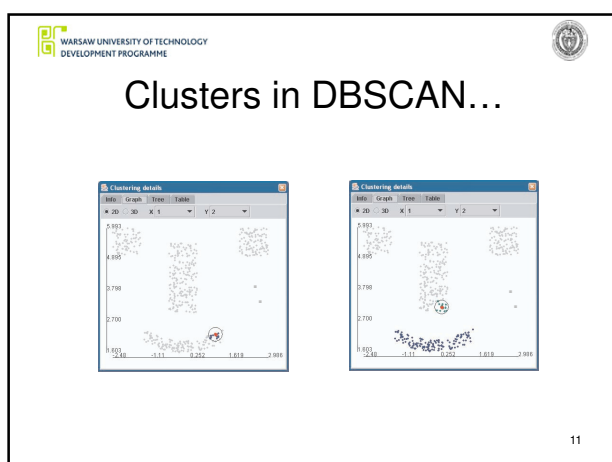 WARSAW UNIVERSITY OF TECHNOLOGY
DEVELOPMENT PROGRAMME
Clusters in DBSCAN…
Clustering details
Info Graph Tree Table
2D 3D X 1 Y 2
5.993
4.895
3.798
2.700
1.603
-2.48 -1.11 0.252 1.619 2.986
Clustering details
Info Graph Tree Table
2D 3D X 1 Y 2
5.993
4.895
3.798
2.700
1.603
-2.48 -1.11 0.252 1.619 2.986
11